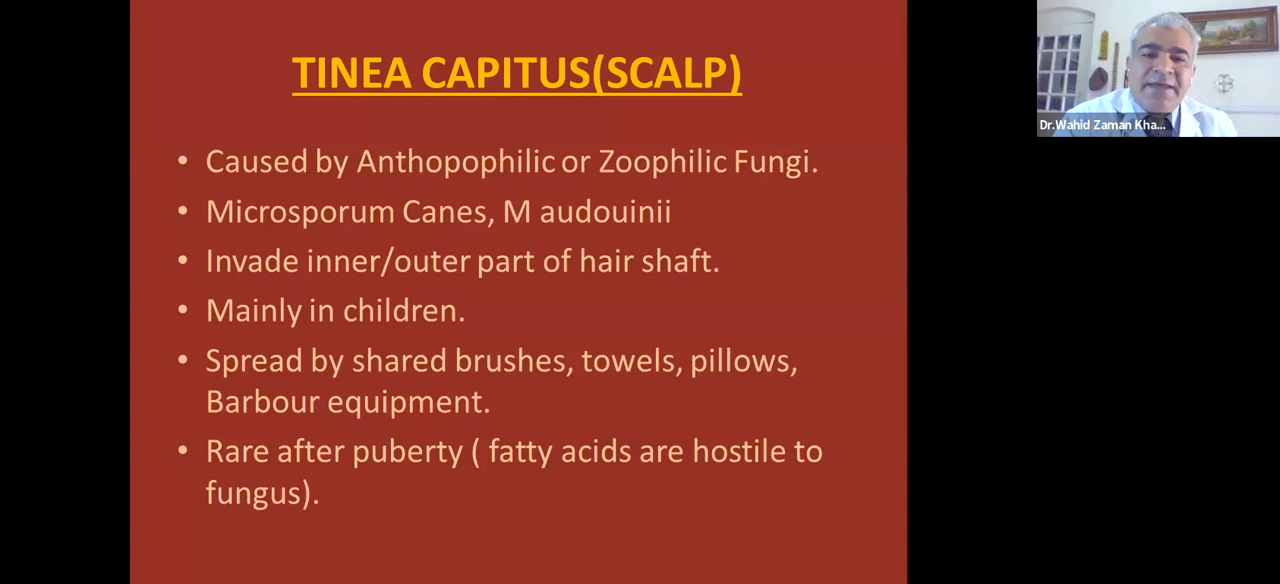 TINEA CAPITUS(SCALP)
• Caused by Anthopophilic or Zoophilic Fungi.
• Microsporum Canes, M audouinii
• Invade inner/outer part of hair shaft.
• Mainly in children.
• Spread by shared brushes, towels, pillows,
Barbour equipment.
• Rare after puberty ( fatty acids are hostile to
fungus).
Dr.Wahid Zaman Kha...